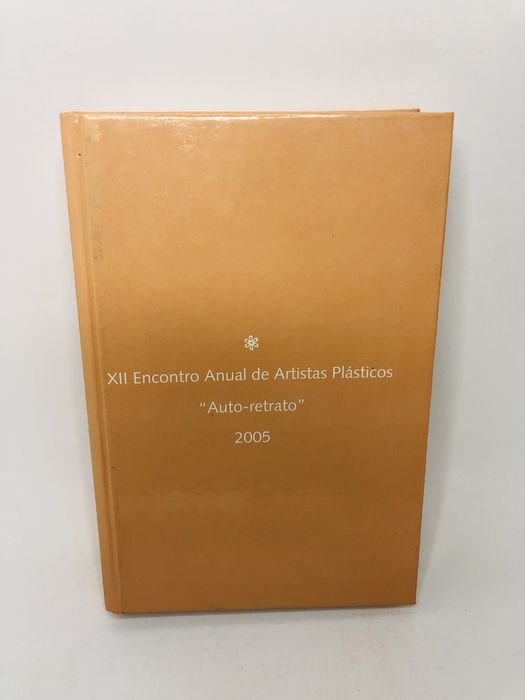 XII Encontro Anual de Artistas Plásticos
"Auto-retrato"
2005